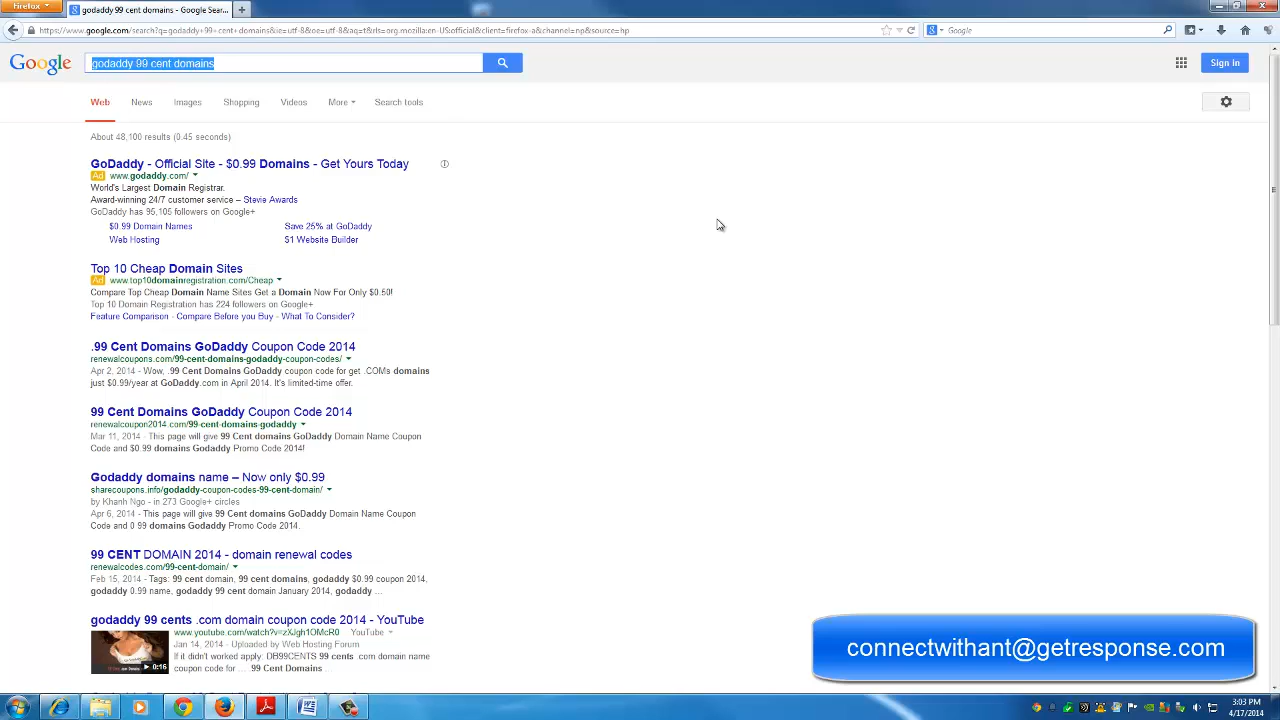 Firefox
godaddy 99 cent domains - Google Sear...
https://www.google.com/search?q=godaddy+99+cent+domains&ie=utf-8&oe=utf-8&aq=t&rls=org.mozilla:en-US:official&client=firefox-a&channel=np&source=hp
Google
Google
godaddy 99 cent domains
Sign in
Web
News
Images
Shopping
Videos
More
Search tools
About 48,100 results (0.45 seconds)
GoDaddy - Official Site - $0.99 Domains - Get Yours Today
Ad www.godaddy.com/
World's Largest Domain Registrar.
Award-winning 24/7 customer service – Stevie Awards
GoDaddy has 95,105 followers on Google+
$0.99 Domain Names
Save 25% at GoDaddy
Web Hosting
$1 Website Builder
Top 10 Cheap Domain Sites
Ad www.top10domainregistration.com/Cheap
Compare Top Cheap Domain Name Sites Get a Domain Now For Only $0.50!
Top 10 Domain Registration has 224 followers on Google+
Feature Comparison - Compare Before you Buy - What To Consider?
.99 Cent Domains GoDaddy Coupon Code 2014
renewalcoupons.com/99-cent-domains-godaddy-coupon-codes/
Apr 2, 2014 - Wow, .99 Cent Domains GoDaddy coupon code for get .COMs domains
just $0.99/year at GoDaddy.com in April 2014. It's limited-time offer.
99 Cent Domains GoDaddy Coupon Code 2014
renewalcoupon2014.com/99-cent-domains-godaddy
Mar 11, 2014 - This page will give 99 Cent domains GoDaddy Domain Name Coupon
Code and $0.99 domains Godaddy Promo Code 2014!
Godaddy domains name – Now only $0.99
sharecoupons.info/godaddy-coupon-codes-99-cent-domain/
by Khanh Ngo - in 273 Google+ circles
Apr 6, 2014 - This page will give 99 Cent domains GoDaddy Domain Name Coupon
Code and 0.99 domains Godaddy Promo Code 2014.
99 CENT DOMAIN 2014 - domain renewal codes
renewalcodes.com/99-cent-domain/
Feb 15, 2014 - Tags: 99 cent domain, 99 cent domains, godaddy $0.99 coupon 2014,
godaddy 0.99 name, godaddy 99 cent domain January 2014, godaddy ...
godaddy 99 cents .com domain coupon code 2014 - YouTube
www.youtube.com/watch?v=zXJgh1OMcR0 YouTube
Jan 14, 2014 - Uploaded by Web Hosting Forum
If it didn't worked apply: DB99CENTS 99 cents .com domain name
coupon code for ... 99 Cent Domains
0:16
connectwithant@getresponse.com
3:03 PM
4/17/2014